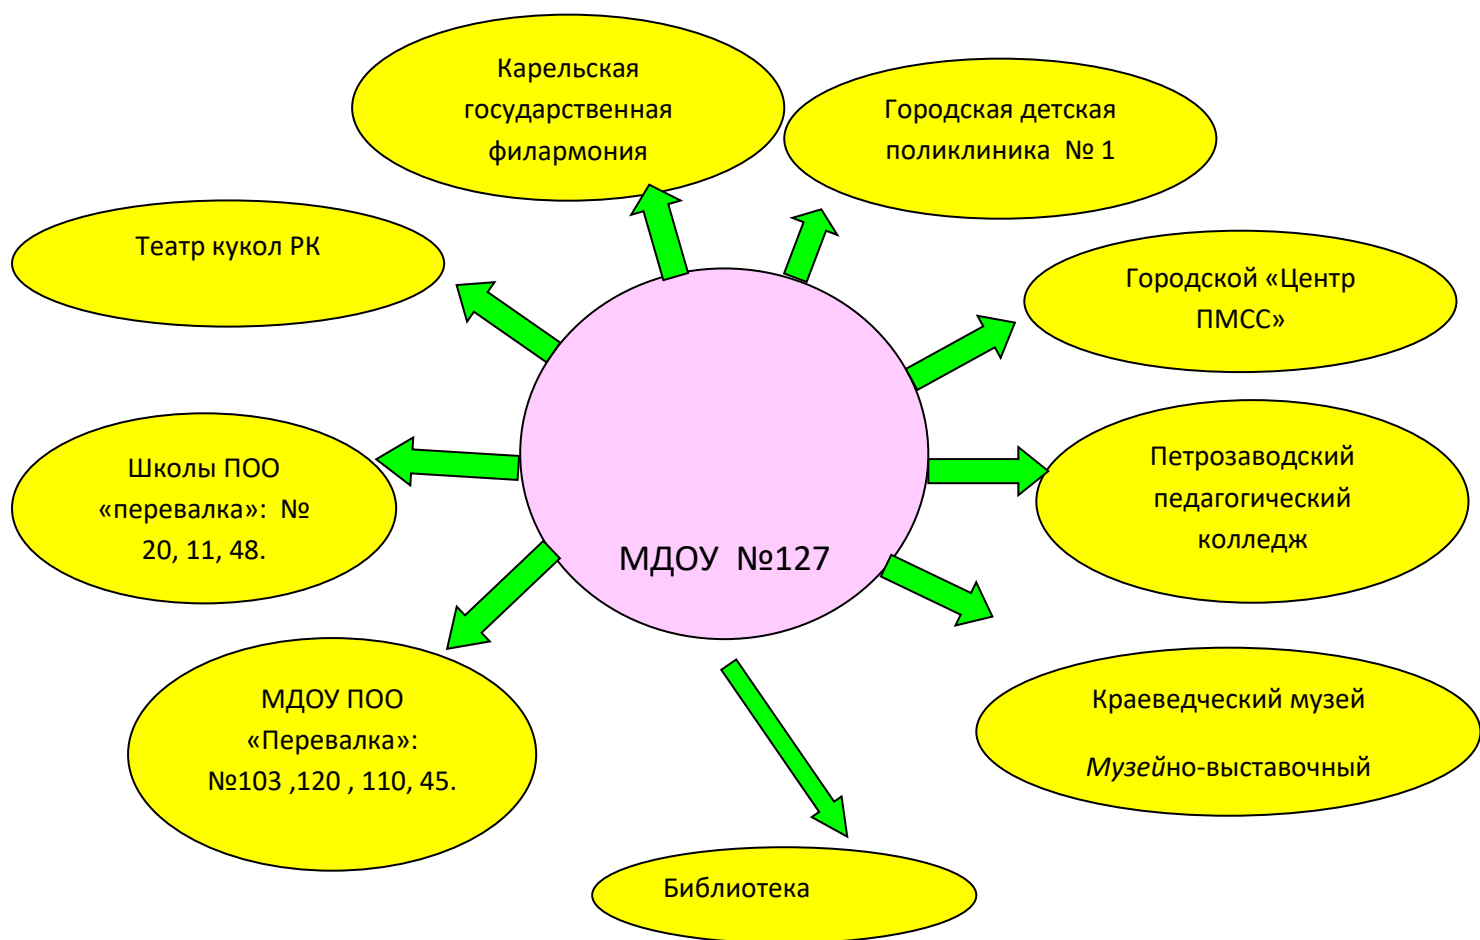 Карельская
государственная
филармония
Городская детская
поликлиника № 1
Театр кукол РК
Городской «Центр
ПМСС»
Школы ПОО
«перевалка»: №
20, 11, 48.
Петрозаводский
педагогический
колледж
МДОУ №127
МДОУ ПОО
«Перевалка»:
№103 ,120 , 110, 45.
Краеведческий музей
Музейно-выставочный
Библиотека